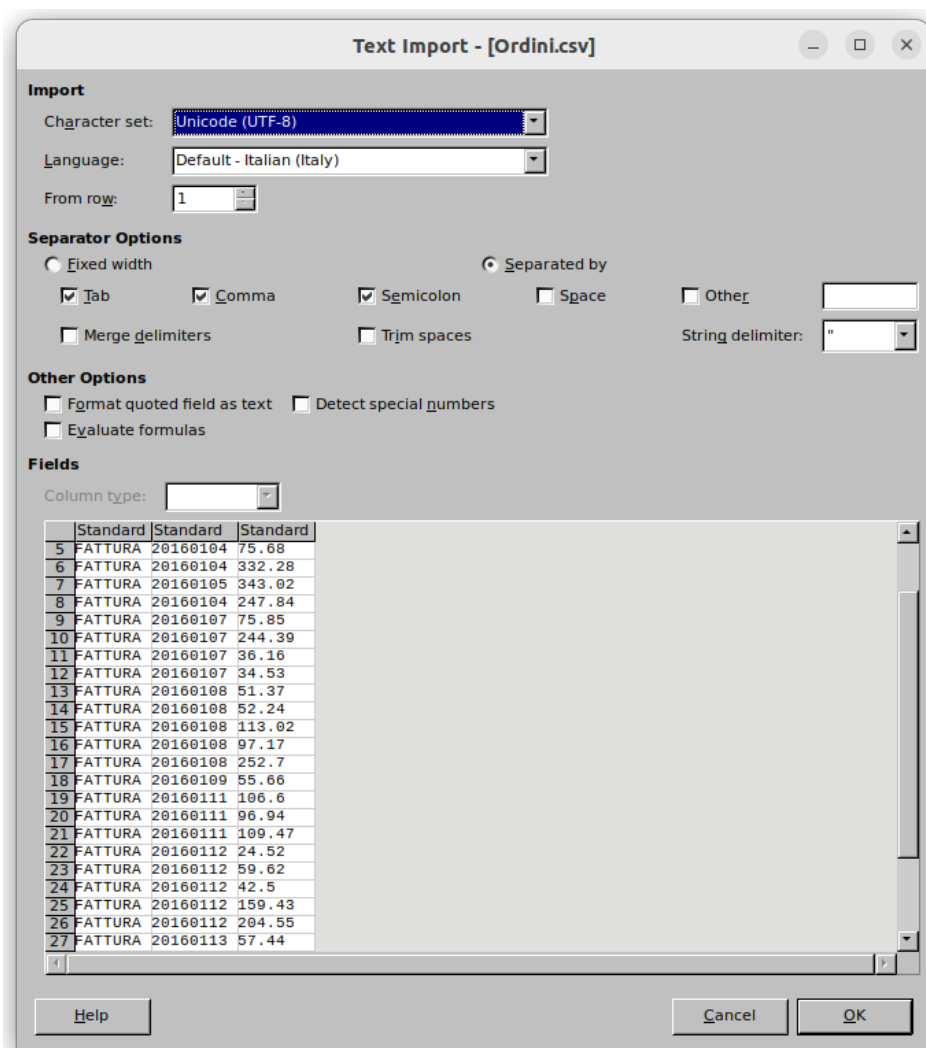 Text Import - [Ordini.csv]
Import
Character set: Unicode (UTF-8)
Language: Default - Italian (Italy)
From row: 1
Separator Options
Fixed width Separated by
Tab Comma Semicolon Space Other
Merge delimiters Trim spaces String delimiter: "
Other Options
Format quoted field as text Detect special numbers
Evaluate formulas
Fields
Column type:
Standard Standard Standard
5 FATTURA 20160104 75.68
6 FATTURA 20160104 332.28
7 FATTURA 20160105 343.02
8 FATTURA 20160104 247.84
9 FATTURA 20160107 75.85
10 FATTURA 20160107 244.39
11 FATTURA 20160107 36.16
12 FATTURA 20160107 34.53
13 FATTURA 20160108 51.37
14 FATTURA 20160108 52.24
15 FATTURA 20160108 113.02
16 FATTURA 20160108 97.17
17 FATTURA 20160108 252.7
18 FATTURA 20160109 55.66
19 FATTURA 20160111 106.6
20 FATTURA 20160111 96.94
21 FATTURA 20160111 109.47
22 FATTURA 20160112 24.52
23 FATTURA 20160112 59.62
24 FATTURA 20160112 42.5
25 FATTURA 20160112 159.43
26 FATTURA 20160112 204.55
27 FATTURA 20160113 57.44
Help Cancel OK